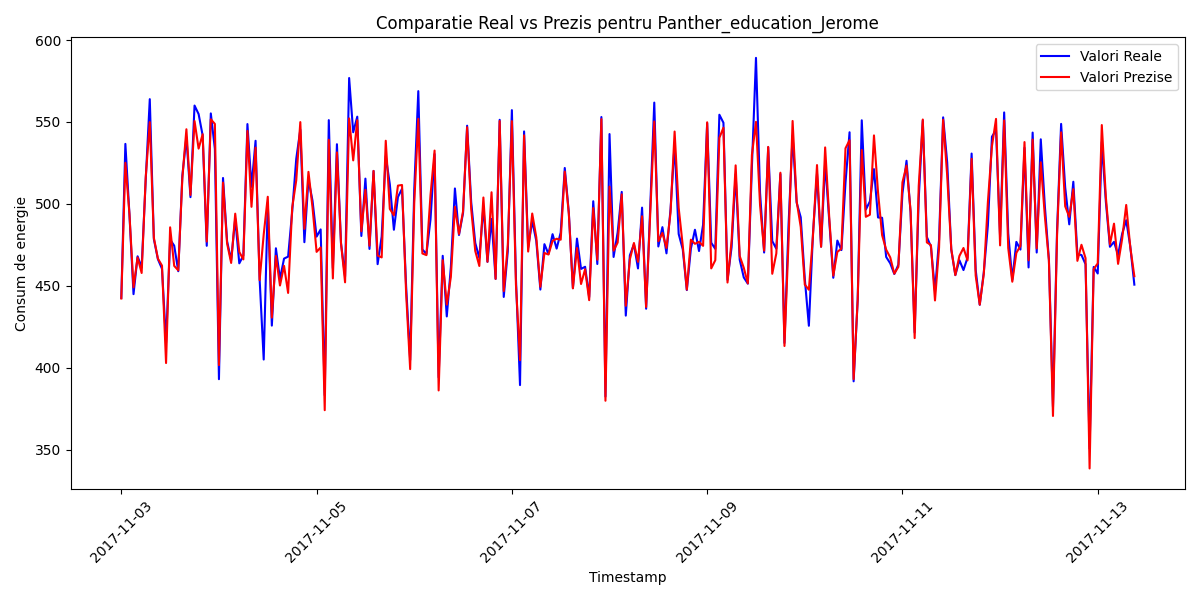 Comparatie Real vs Prezis pentru Panther_education_Jerome
Valori Reale
Valori Prezise
Consum de energie
600
550
500
450
400
350
2017-11-03
2017-11-05
2017-11-07
2017-11-09
2017-11-11
2017-11-13
Timestamp